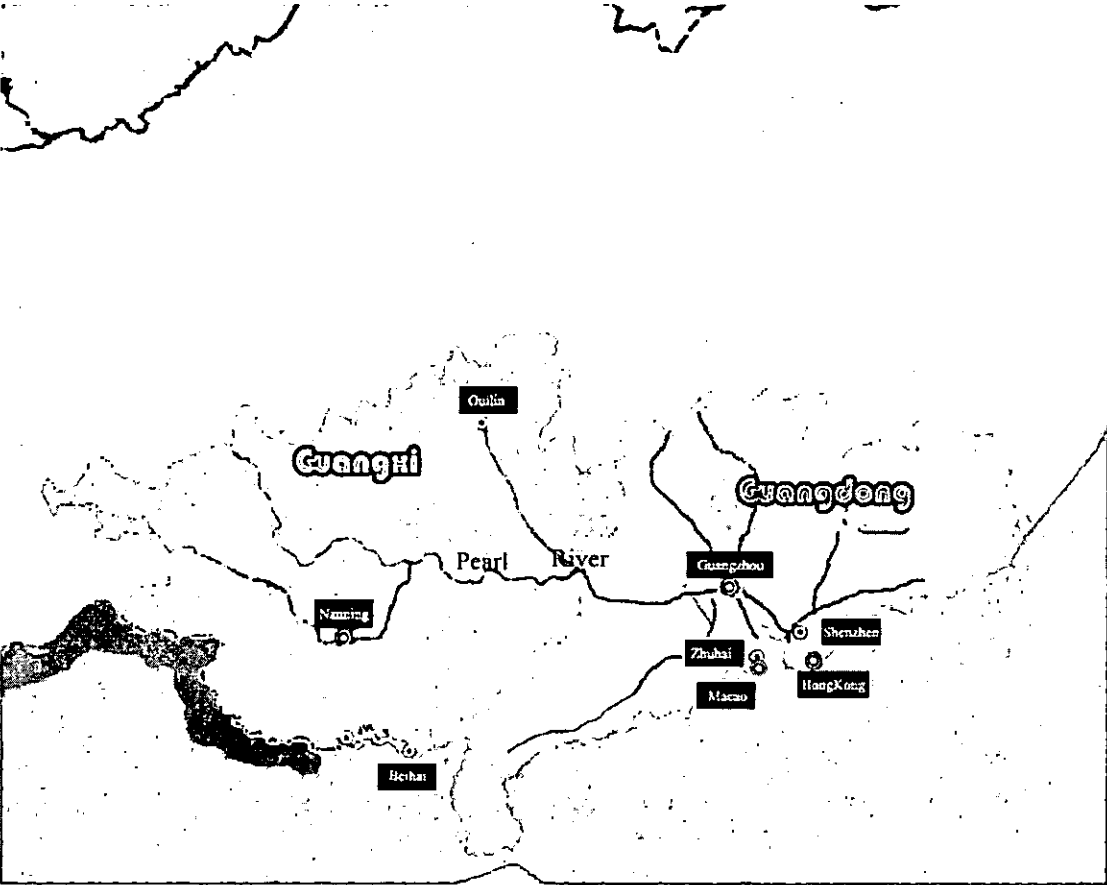 Guilin
Guangxi
Guangdong
Pearl River
Guangzhou
Nanning
Shenzhen
Zhuhai
HongKong
Macao
Beihai